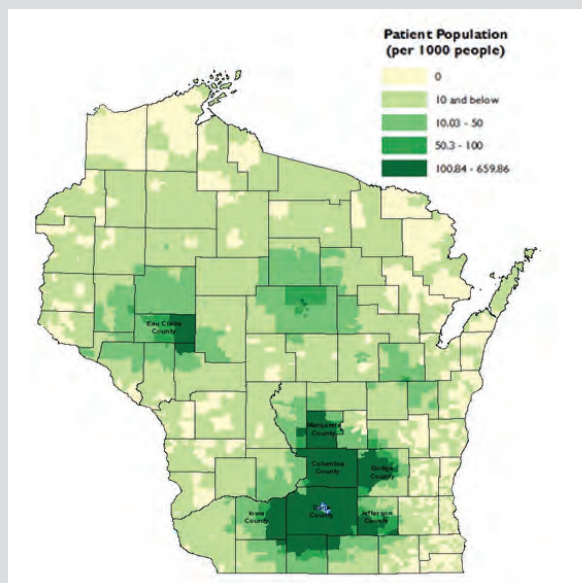 Patient Population
(per 1000 people)
0
10 and below
10.03 - 50
50.3 - 100
100.84 - 659.86
Eau Claire
County
Marquette
County
Columbia
County
Dodge
County
Iowa
County
County
Jefferson
County